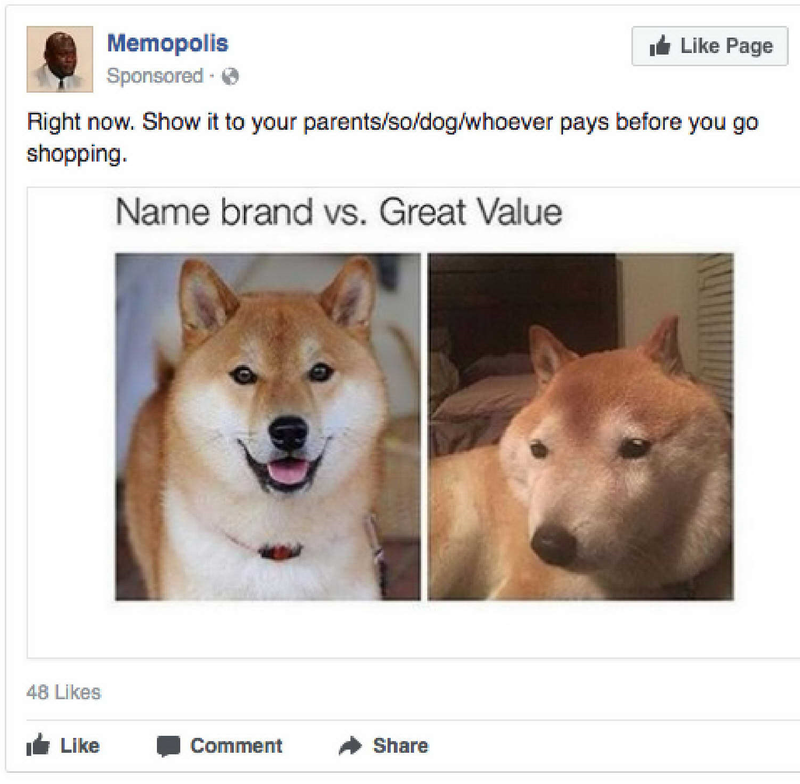 Memopolis
Like Page
Sponsored ·
Right now. Show it to your parents/so/dog/whoever pays before you go
shopping.
Name brand vs. Great Value
48 Likes
Like
Comment
Share